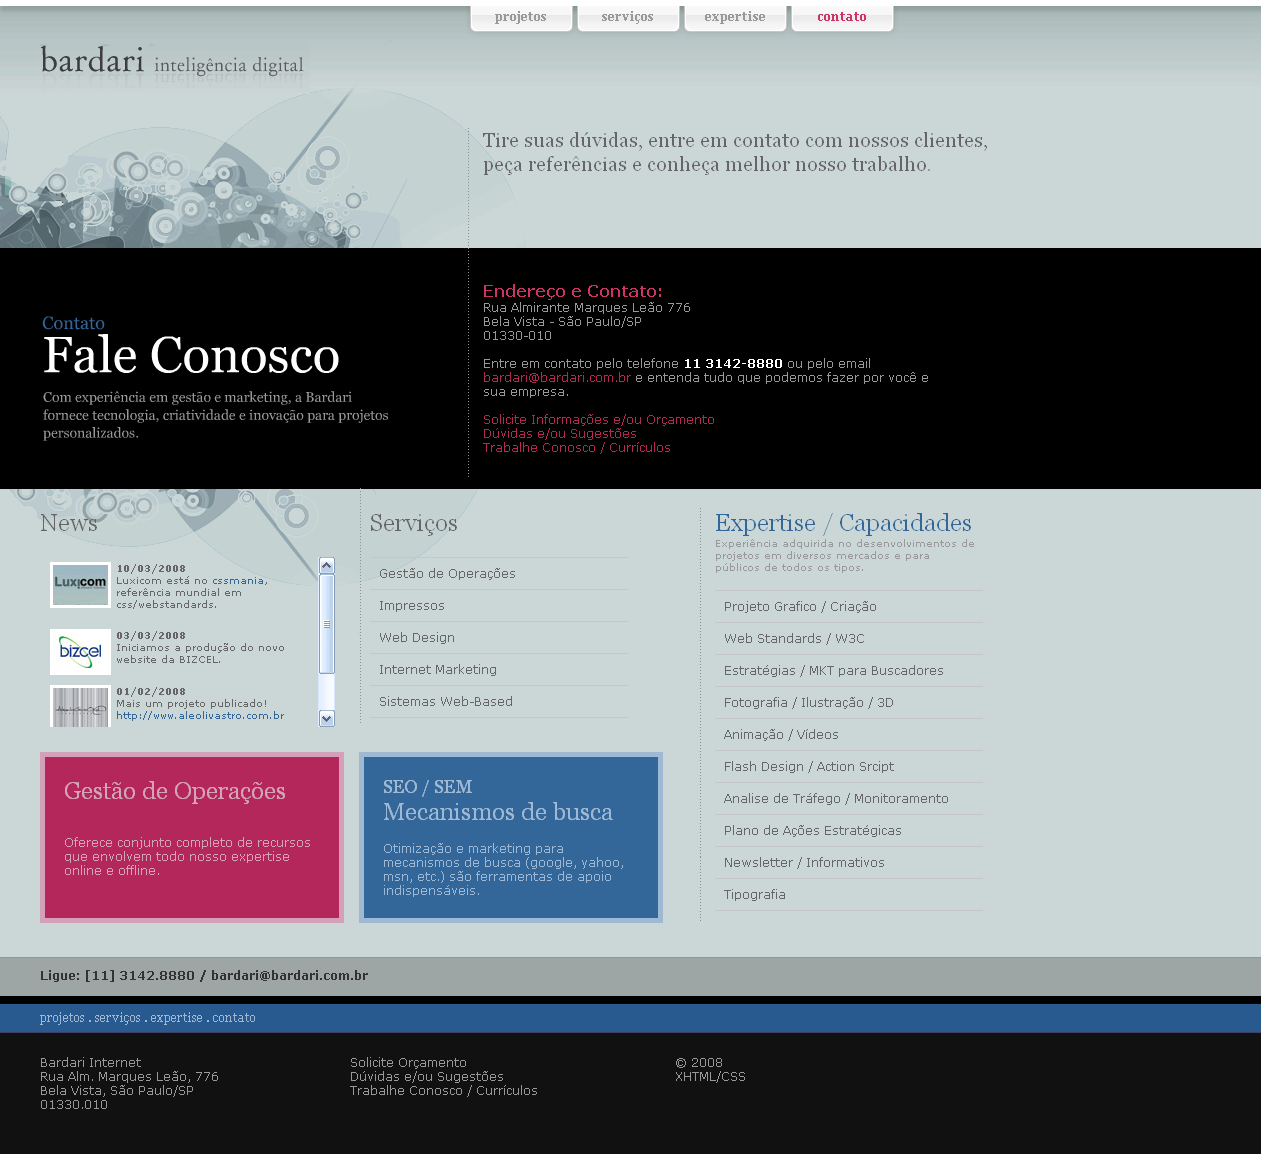 projetos
serviços
expertise
contato
bardari inteligência digital
Tire suas dúvidas, entre em contato com nossos clientes,
peça referências e conheça melhor nosso trabalho.
Contato
Fale Conosco
Com experiência em gestão e marketing, a Bardari
fornece tecnologia, criatividade e inovação para projetos
personalizados.
Endereço e Contato:
Rua Almirante Marques Leão 776
Bela Vista - São Paulo/SP
01330-010
Entre em contato pelo telefone 11 3142-8880 ou pelo email
bardari@bardari.com.br e entenda tudo que podemos fazer por você e
sua empresa.
Solicite Informações e/ou Orçamento
Dúvidas e/ou Sugestões
Trabalhe Conosco / Currículos
News
Luxicom
10/03/2008
Luxicom está no cssmania,
referência mundial em
css/webstandards.
bizcel
03/03/2008
Iniciamos a produção do novo
website da BIZCEL.
01/02/2008
Mais um projeto publicado!
http://www.aleolivastro.com.br
Serviços
Gestão de Operações
Impressos
Web Design
Internet Marketing
Sistemas Web-Based
Expertise / Capacidades
Experiência adquirida no desenvolvimentos de
projetos em diversos mercados e para
públicos de todos os tipos.
Projeto Grafico / Criação
Web Standards / W3C
Estratégias / MKT para Buscadores
Fotografia / Ilustração / 3D
Animação / Vídeos
Flash Design / Action Srcipt
Analise de Tráfego / Monitoramento
Plano de Ações Estratégicas
Newsletter / Informativos
Tipografia
Gestão de Operações
Oferece conjunto completo de recursos
que envolvem todo nosso expertise
online e offline.
SEO / SEM
Mecanismos de busca
Otimização e marketing para
mecanismos de busca (google, yahoo,
msn, etc.) são ferramentas de apoio
indispensáveis.
Ligue: [11] 3142.8880 / bardari@bardari.com.br
projetos . serviços . expertise . contato
Bardari Internet
Rua Alm. Marques Leão, 776
Bela Vista, São Paulo/SP
01330.010
Solicite Orçamento
Dúvidas e/ou Sugestões
Trabalhe Conosco / Currículos
© 2008
XHTML/CSS